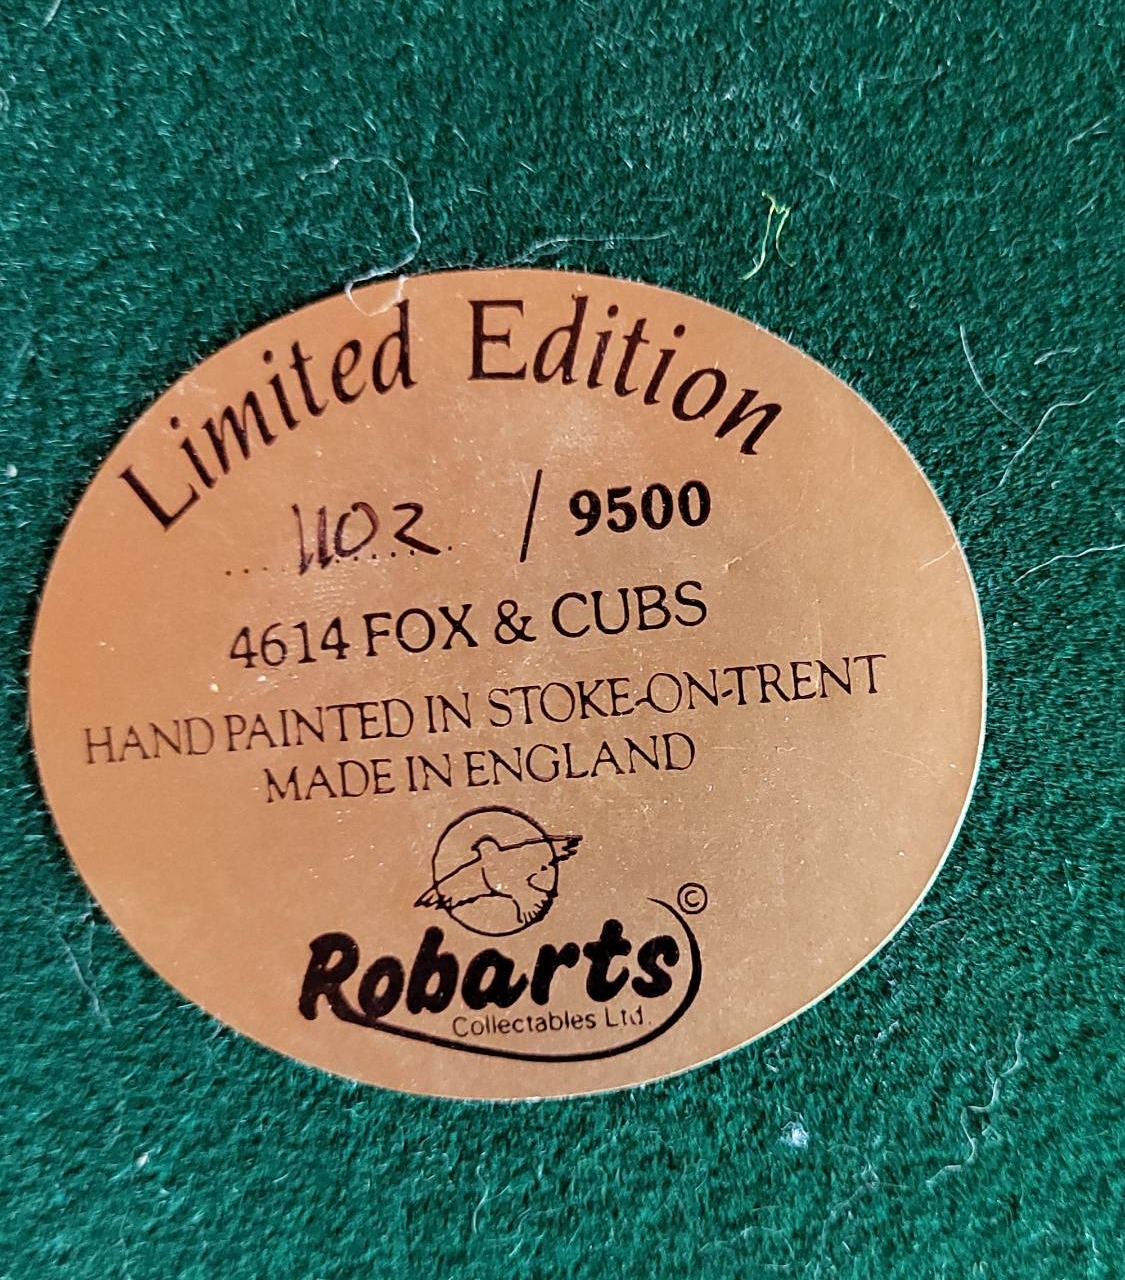 Limited Edition
....1102...... / 9500
4614 FOX & CUBS
HAND PAINTED IN STOKE-ON-TRENT
MADE IN ENGLAND
©
Robarts
Collectables Ltd.